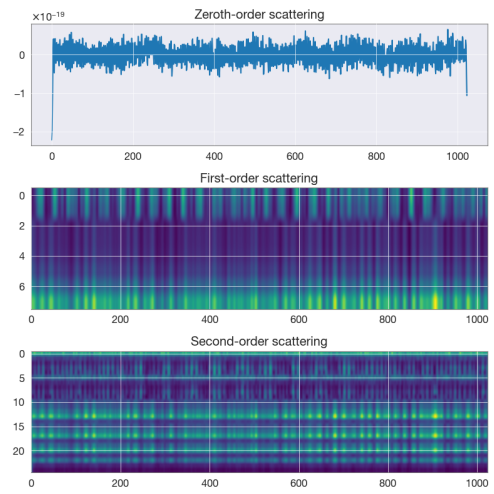 Zeroth-order scattering
×10⁻¹⁹
0
−1
−2
0 200 400 600 800 1000
First-order scattering
0
2
4
6
0 200 400 600 800 1000
Second-order scattering
0
5
10
15
20
0 200 400 600 800 1000